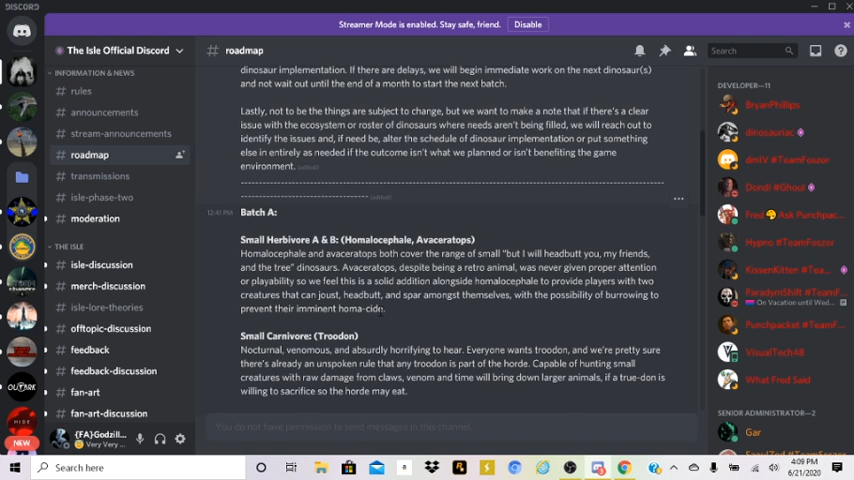 DISCORD
Streamer Mode is enabled. Stay safe, friend. Disable
The Isle Official Discord
# roadmap
Search
INFORMATION & NEWS
# rules
# announcements
# stream-announcements
# roadmap
# transmissions
# isle-phase-two
# moderation
THE ISLE
# isle-discussion
# merch-discussion
# isle-lore-theories
# offtopic-discussion
# feedback
# feedback-discussion
# fan-art
# fan-art-discussion
OUTPARK
NEW
{FA}Godzill...
Very Very ...
dinosaur implementation. If there are delays, we will begin immediate work on the next dinosaur(s)
and not wait out until the end of a month to start the next batch.
Lastly, not to be the things are subject to change, but we want to make a note that if there's a clear
issue with the ecosystem or roster of dinosaurs where needs aren't being filled, we will reach out to
identify the issues and, if need be, alter the schedule of dinosaur implementation or put something
else in entirely as needed if the outcome isn't what we planned or isn't benefiting the game
environment. (edited)
--------------------------------------------------------------------------------------------
---------------------------- (edited)
12:41 PM Batch A:
Small Herbivore A & B: (Homalocephale, Avaceratops)
Homalocephale and avaceratops both cover the range of small "but I will headbutt you, my friends,
and the tree" dinosaurs. Avaceratops, despite being a retro animal, was never given proper attention
or playability so we feel this is a solid addition alongside homalocephale to provide players with two
creatures that can joust, headbutt, and spar amongst themselves, with the possibility of burrowing to
prevent their imminent homa-cide.
Small Carnivore: (Troodon)
Nocturnal, venomous, and absurdly horrifying to hear. Everyone wants troodon, and we're pretty sure
there's already an unspoken rule that any troodon is part of the horde. Capable of hunting small
creatures with raw damage from claws, venom and time will bring down larger animals, if a true-don is
willing to sacrifice so the horde may eat.
You do not have permission to send messages in this channel.
DEVELOPER—11
BryanPhillips
dinosauriac
dmIV #TeamFoszor
Dondi #Ghoul
Fred Ask Punchpac...
Hypno #TeamFoszor
KissenKitten #Tea...
ParadymShift #TeamF...
On Vacation until Wed...
Punchpacket #TeamF...
VisualTech48
What Fred Said
SENIOR ADMINISTRATOR—2
Gar
Type here to search
4:09 PM
6/21/2020